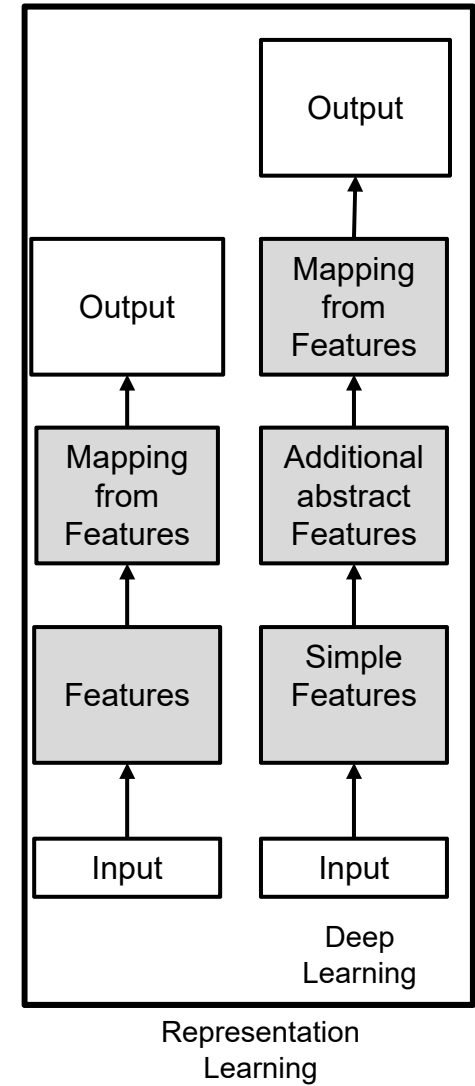 Output
Mapping
from
Features
Output
Mapping
from
Features
Additional
abstract
Features
Features
Simple
Features
Input
Input
Deep
Learning
Representation
Learning